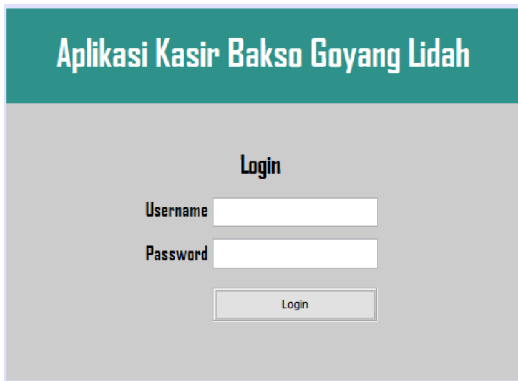 Aplikasi Kasir Bakso Goyang Lidah
Login
Username
Password
Login